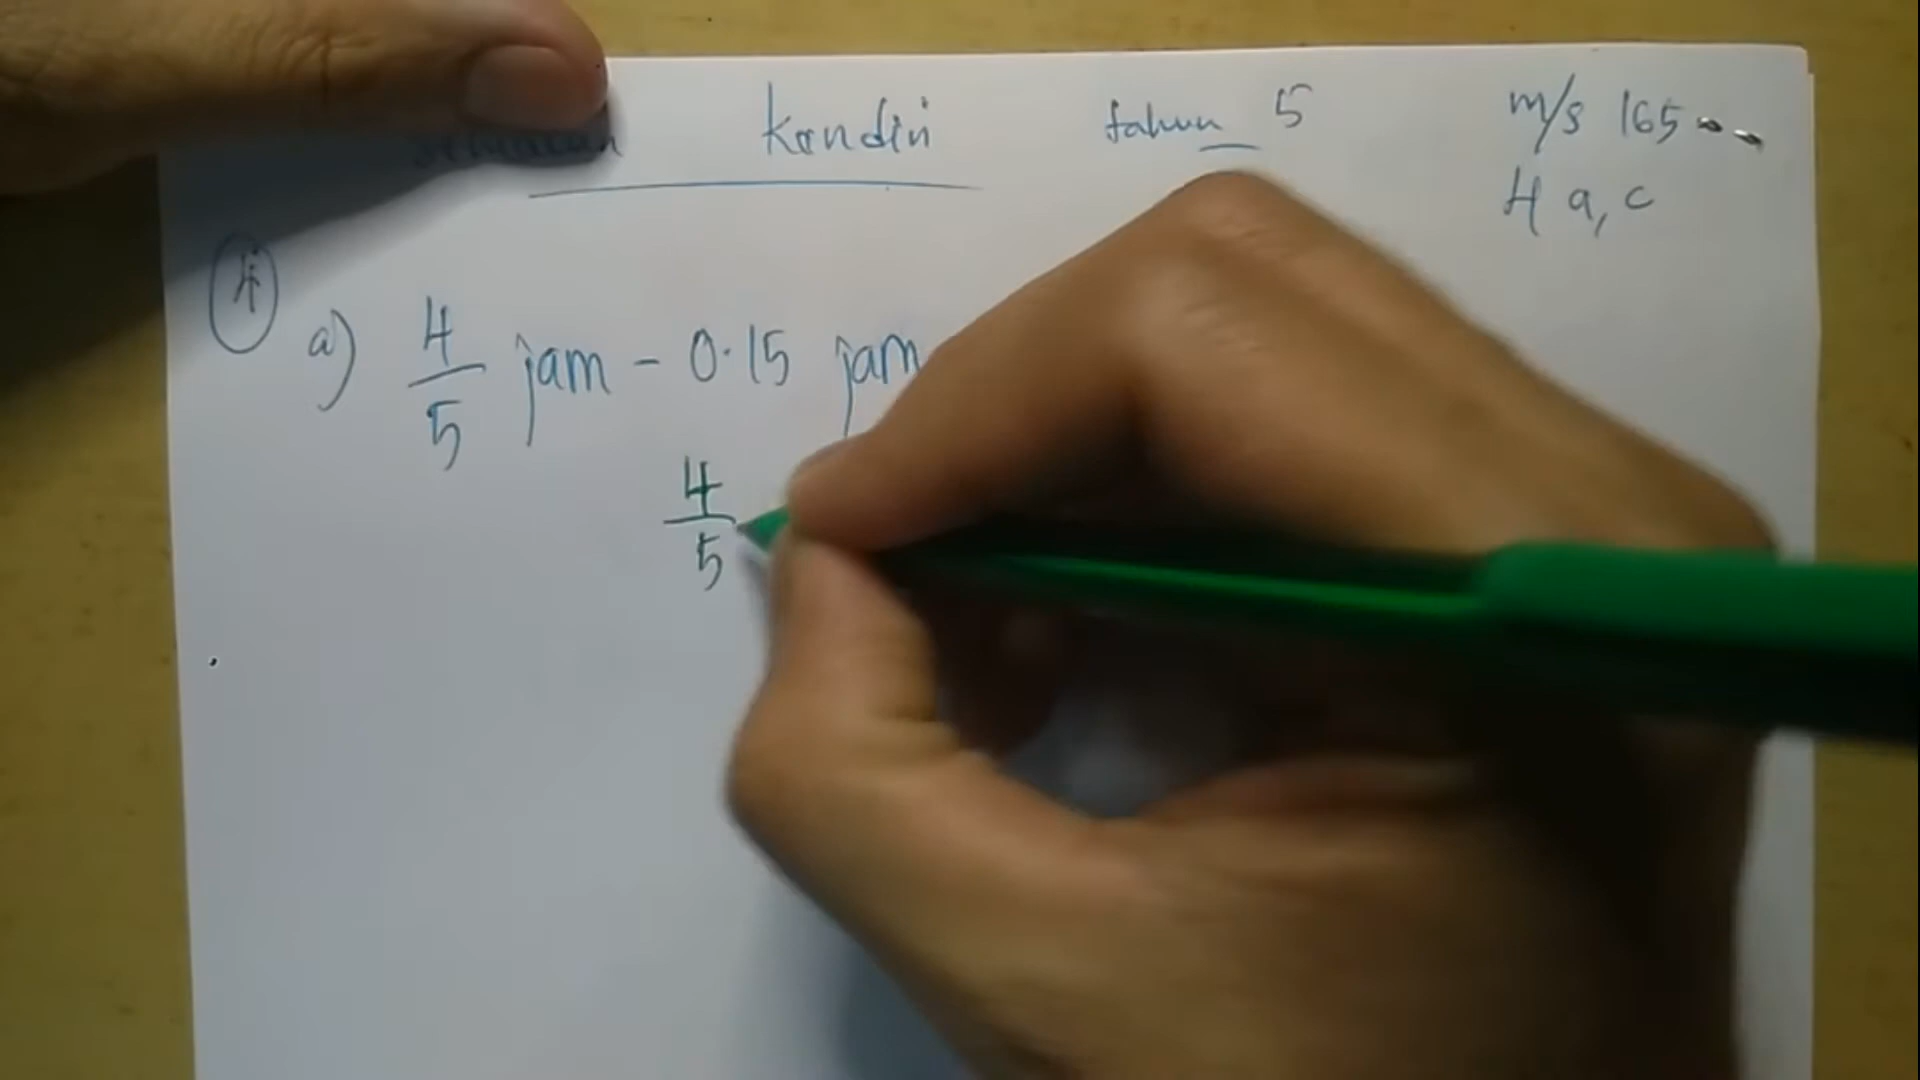 kendiri tahun 5 m/s 165
4 a, c
4
a) 4/5 jam - 0.15 jam
4/5